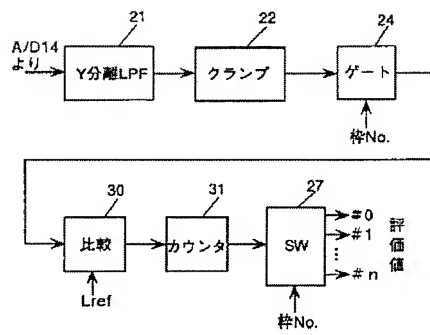 21
22
24
A/D14
より
Y分離LPF
クランプ
ゲート
枠No.
30
31
27
比較
カウンタ
SW
#0
#1
⋮
#n
評価値
Lref
枠No.